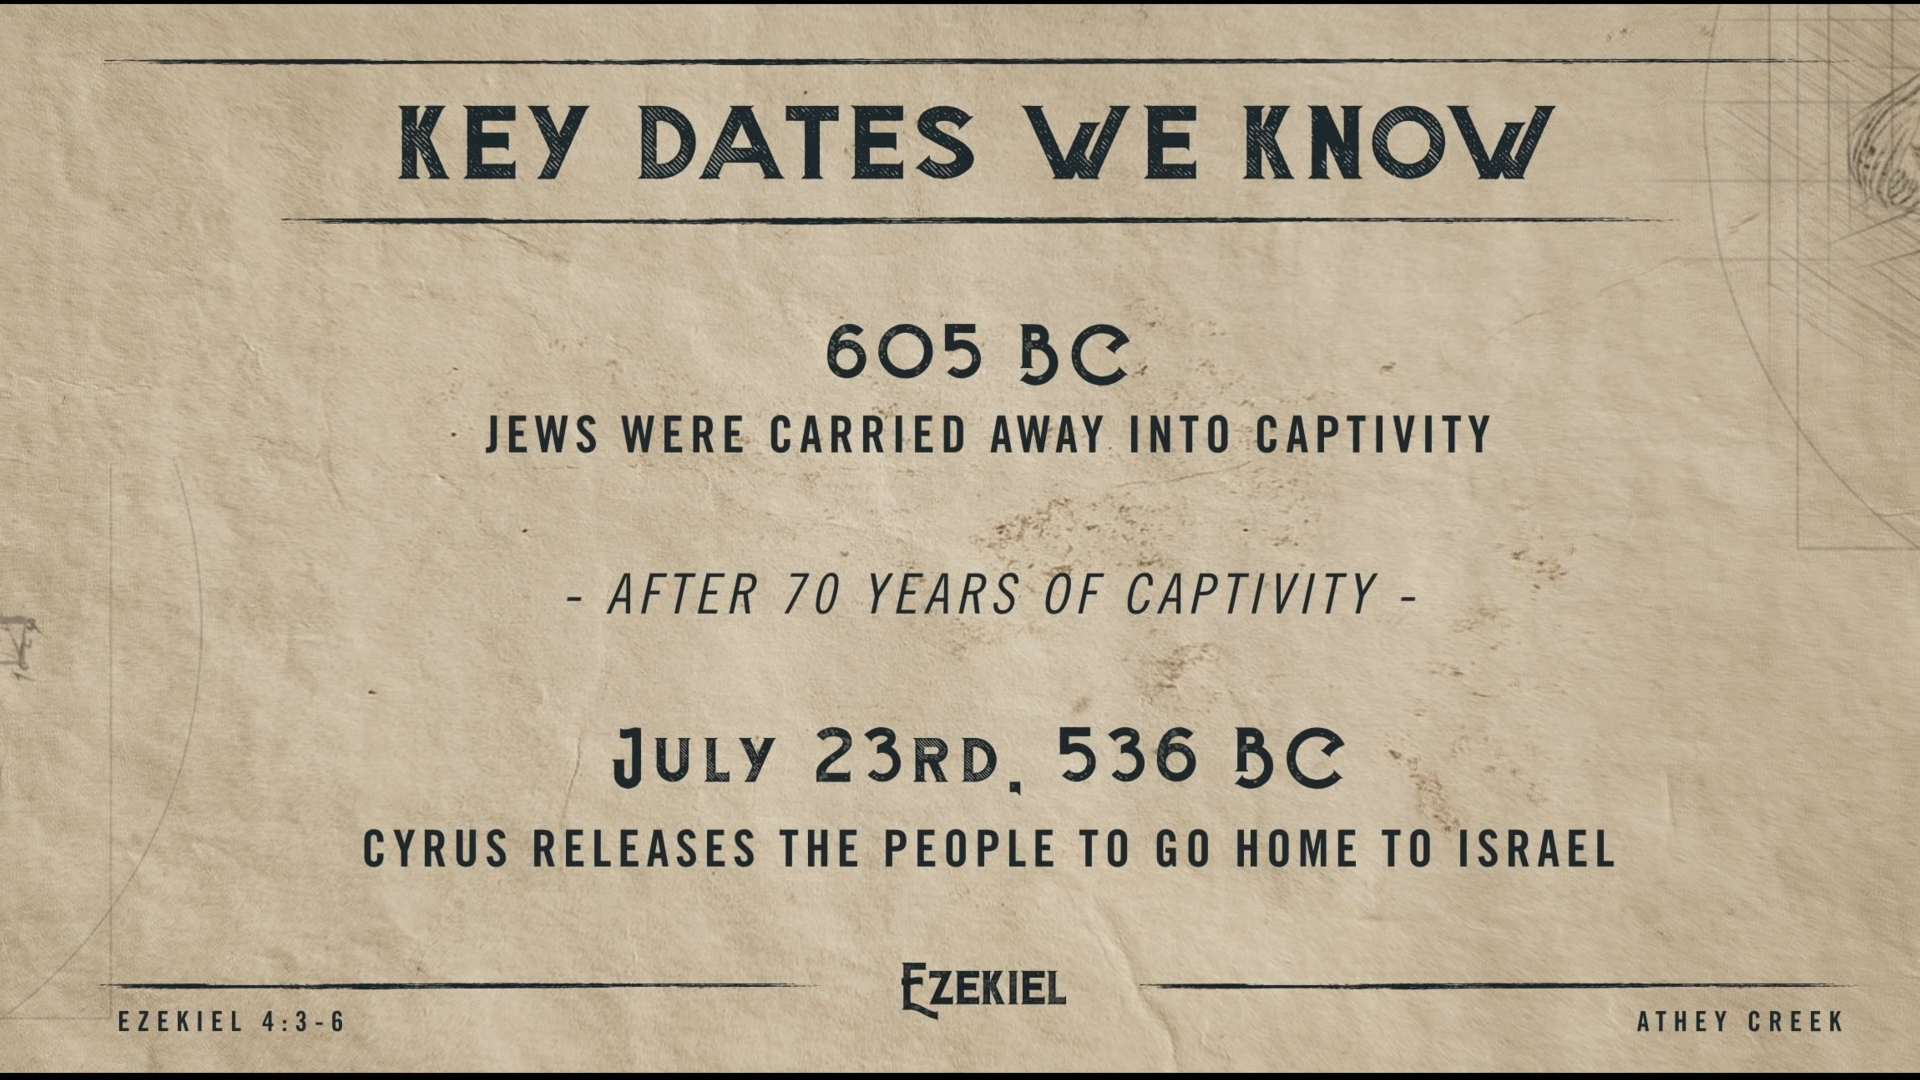 KEY DATES WE KNOW
605 BC
JEWS WERE CARRIED AWAY INTO CAPTIVITY
- AFTER 70 YEARS OF CAPTIVITY -
JULY 23RD, 536 BC
CYRUS RELEASES THE PEOPLE TO GO HOME TO ISRAEL
EZEKIEL
EZEKIEL 4:3-6
ATHEY CREEK